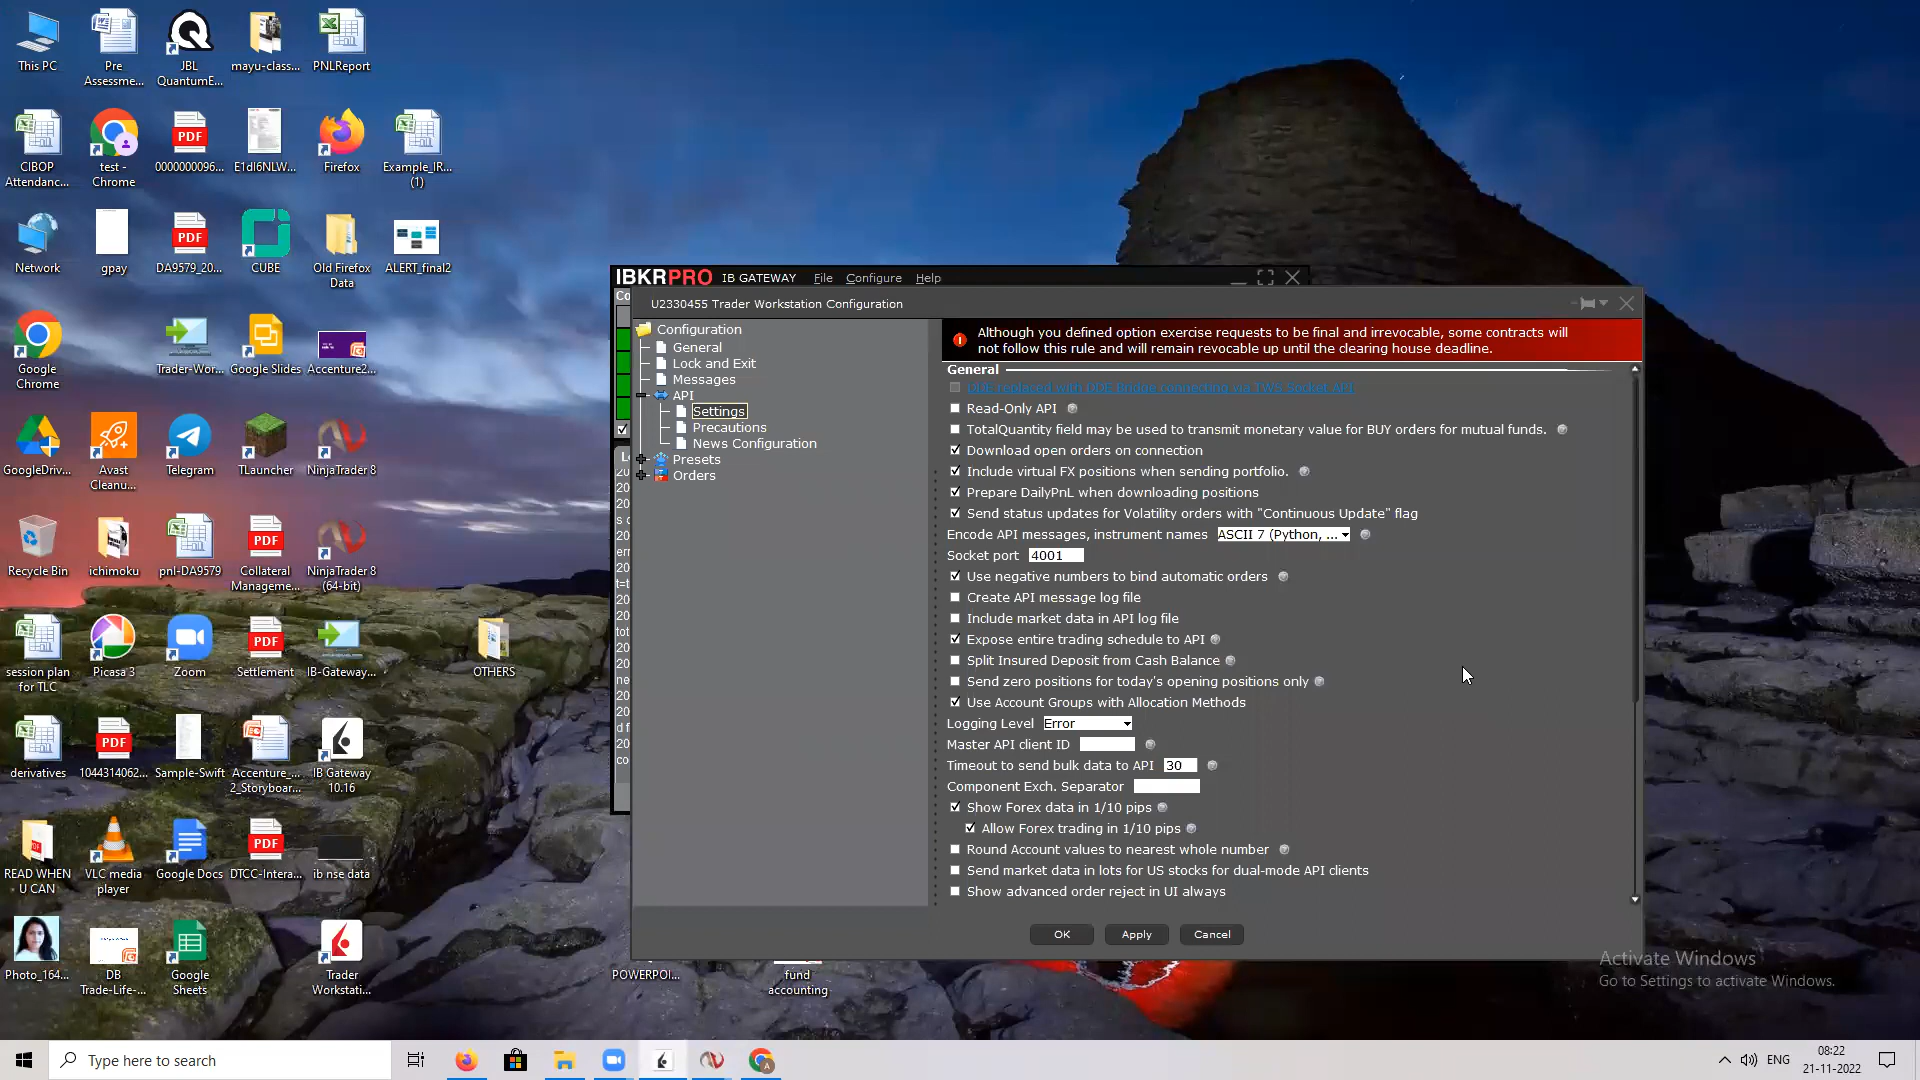 This PC
Pre
Assessme...
JBL
QuantumE...
mayu-class...
PNLReport
CIBOP
Attendanc...
test -
Chrome
PDF
0000000096...
E1dI6NLW...
Firefox
Example_IR...
(1)
Network
gpay
PDF
DA9579_20...
CUBE
Old Firefox
Data
ALERT_final2
Google
Chrome
Trader-Wor...
Google Slides
Accenture2...
GoogleDriv...
Avast
Cleanu...
Telegram
TLauncher
NinjaTrader 8
Recycle Bin
ichimoku
pnl-DA9579
PDF
Collateral
Manageme...
NinjaTrader 8
(64-bit)
session plan
for TLC
Picasa 3
Zoom
PDF
Settlement
IB-Gateway...
OTHERS
derivatives
PDF
1044314062...
Sample-Swift
Accenture_...
2_Storyboar...
IB Gateway
10.16
READ WHEN
U CAN
VLC media
player
Google Docs
PDF
DTCC-Intera...
ib nse data
Photo_164...
DB
Trade-Life-...
Google
Sheets
Trader
Workstati...
POWERPOI...
fund
accounting
IBKRPRO IB GATEWAY File Configure Help
U2330455 Trader Workstation Configuration
Configuration
General
Lock and Exit
Messages
API
Settings
Precautions
News Configuration
Presets
Orders
Although you defined option exercise requests to be final and irrevocable, some contracts will
not follow this rule and will remain revocable up until the clearing house deadline.
General
DDE replaced with DDE Bridge connecting via TWS Socket API
Read-Only API
TotalQuantity field may be used to transmit monetary value for BUY orders for mutual funds.
Download open orders on connection
Include virtual FX positions when sending portfolio.
Prepare DailyPnL when downloading positions
Send status updates for Volatility orders with "Continuous Update" flag
Encode API messages, instrument names ASCII 7 (Python, ...
Socket port 4001
Use negative numbers to bind automatic orders
Create API message log file
Include market data in API log file
Expose entire trading schedule to API
Split Insured Deposit from Cash Balance
Send zero positions for today's opening positions only
Use Account Groups with Allocation Methods
Logging Level Error
Master API client ID
Timeout to send bulk data to API 30
Component Exch. Separator
Show Forex data in 1/10 pips
Allow Forex trading in 1/10 pips
Round Account values to nearest whole number
Send market data in lots for US stocks for dual-mode API clients
Show advanced order reject in UI always
OK Apply Cancel
Activate Windows
Go to Settings to activate Windows.
Type here to search
ENG
08:22
21-11-2022